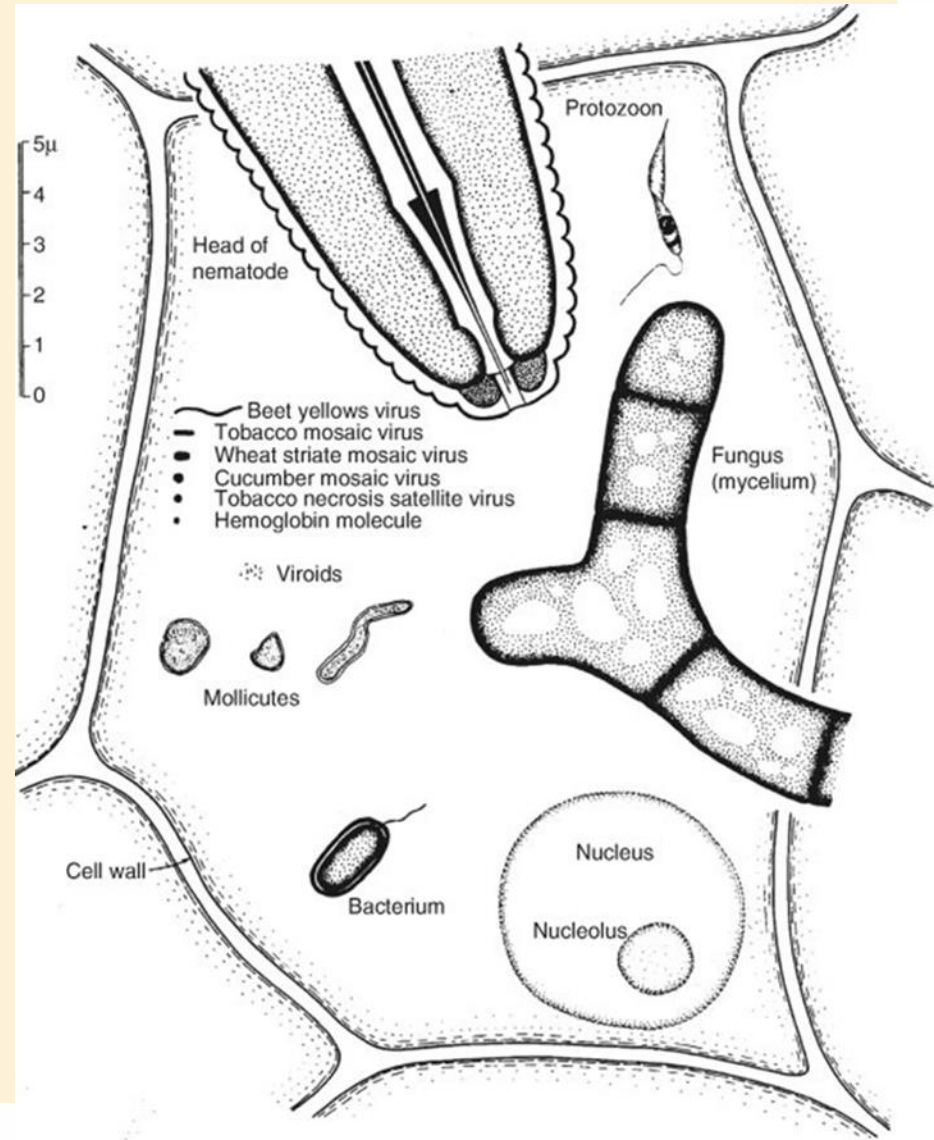 Protozoon
5μ
4
3
2
1
0
Head of
nematode
Beet yellows virus
Tobacco mosaic virus
Wheat striate mosaic virus
Cucumber mosaic virus
Tobacco necrosis satellite virus
Hemoglobin molecule
Fungus
(mycelium)
Viroids
Mollicutes
Cell wall
Bacterium
Nucleus
Nucleolus